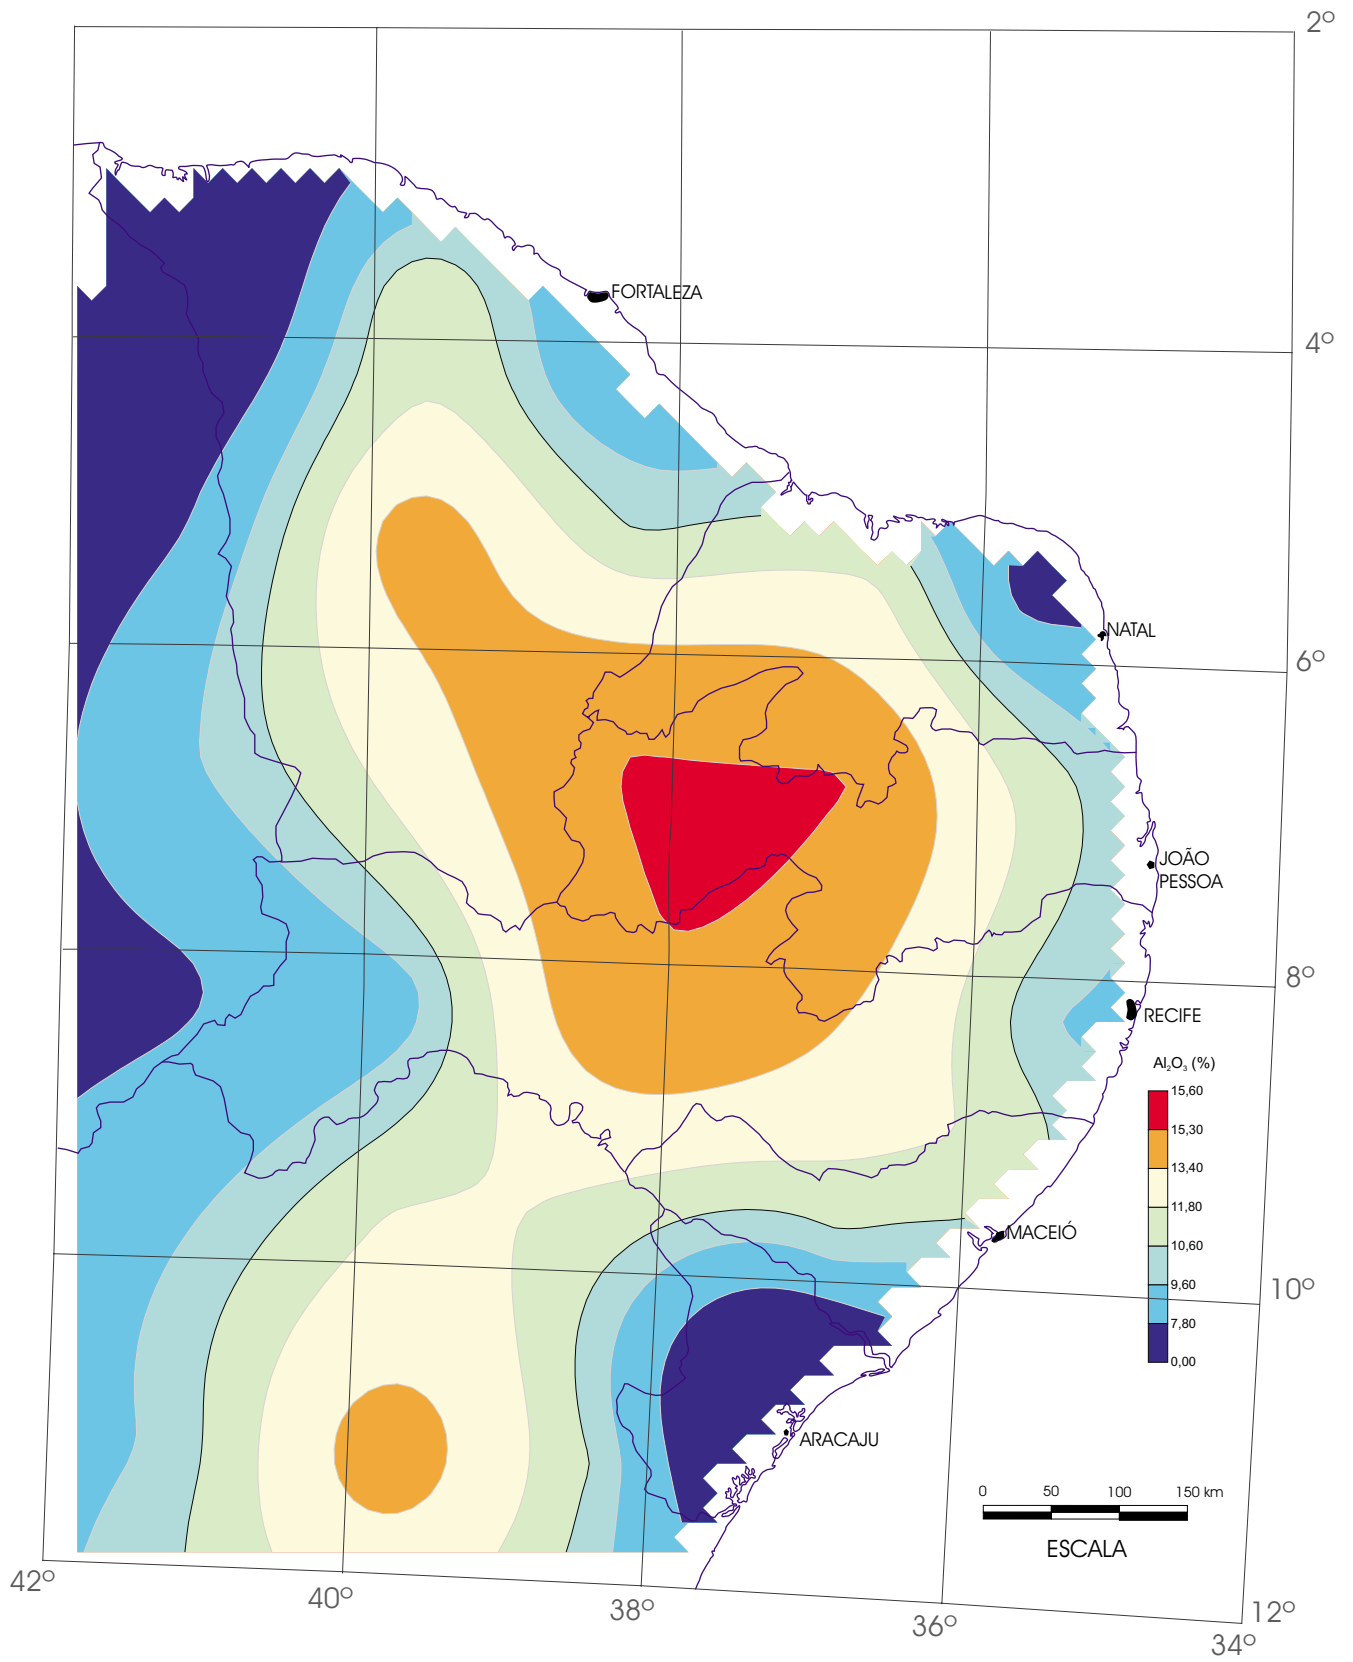 2º
FORTALEZA
4º
NATAL
6º
JOÃO
PESSOA
8º
RECIFE
Al₂O₃ (%)
15,60
15,30
13,40
11,80
10,60
9,60
7,80
0,00
MACEIÓ
10º
ARACAJU
0 50 100 150 km
ESCALA
42º
40º
38º
36º
12º
34º